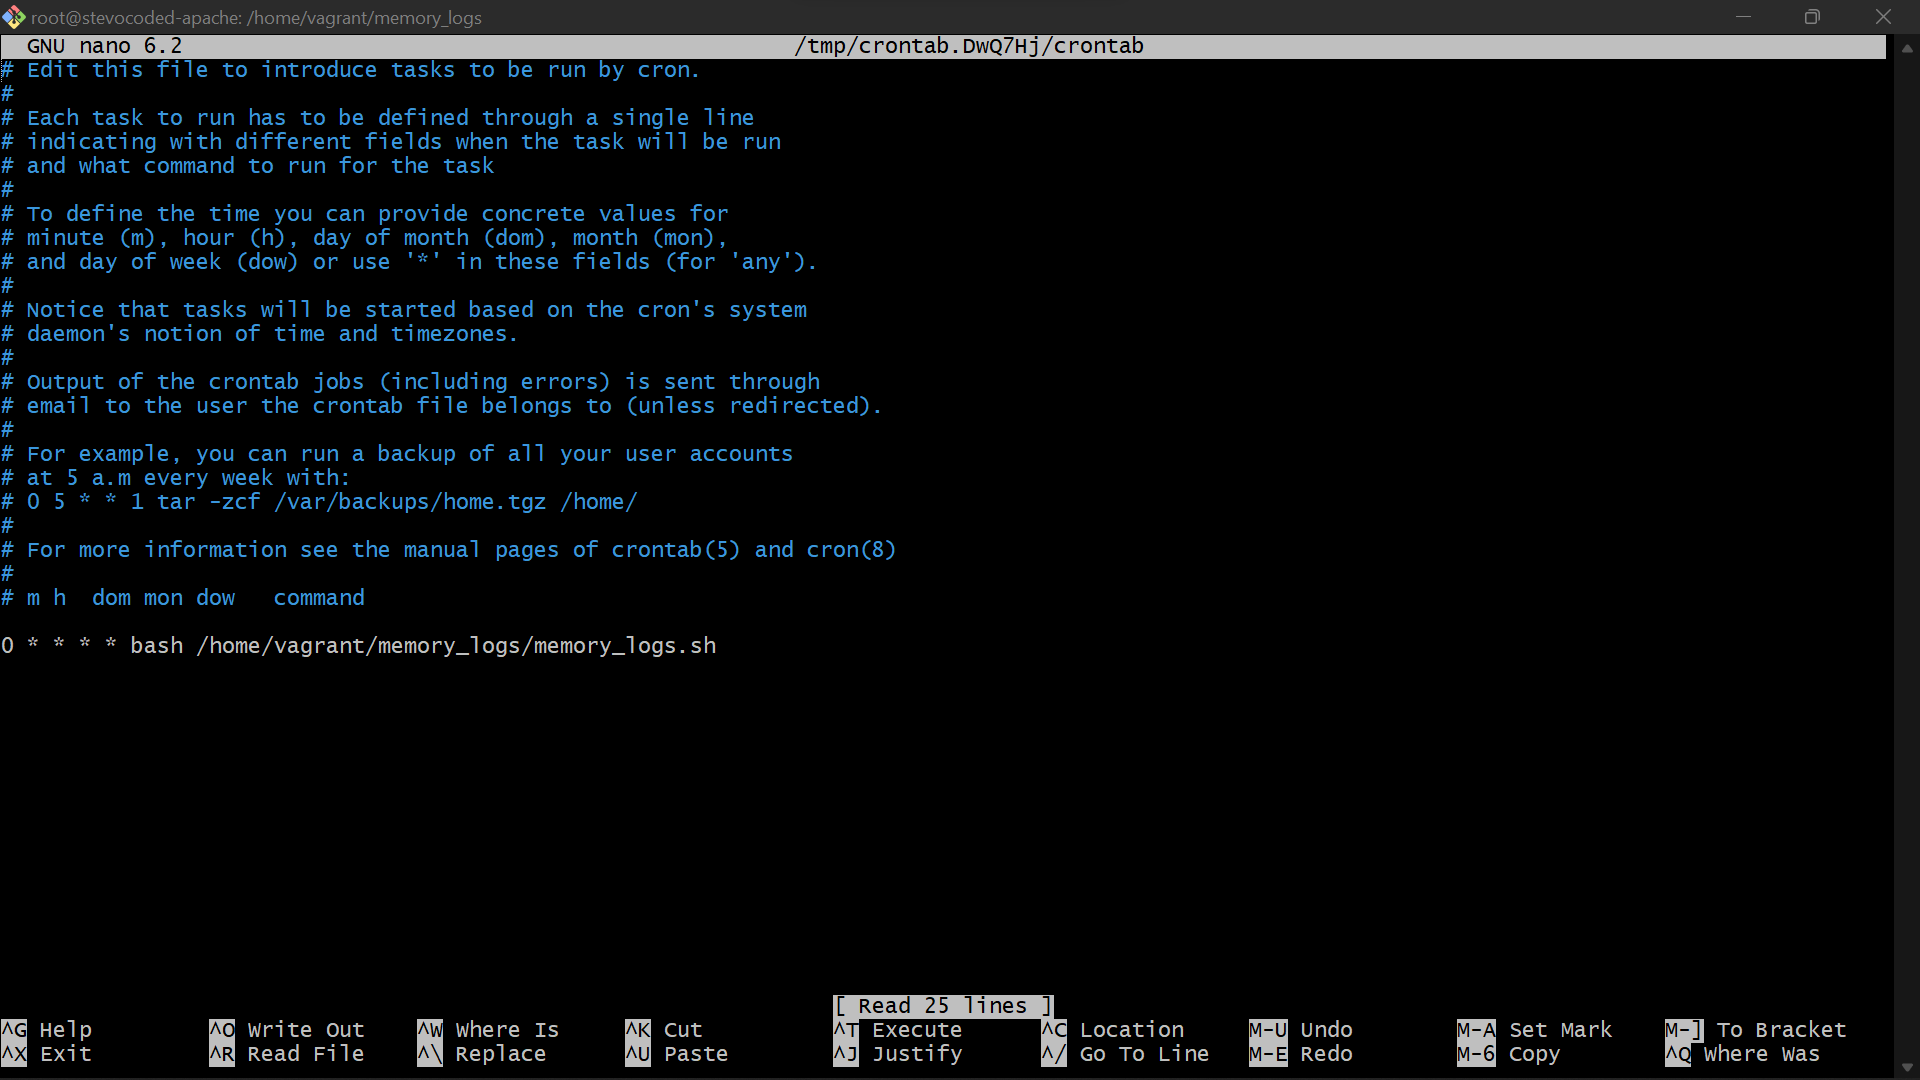 root@stevocoded-apache: /home/vagrant/memory_logs
GNU nano 6.2 /tmp/crontab.DwQ7Hj/crontab
# Edit this file to introduce tasks to be run by cron.
#
# Each task to run has to be defined through a single line
# indicating with different fields when the task will be run
# and what command to run for the task
#
# To define the time you can provide concrete values for
# minute (m), hour (h), day of month (dom), month (mon),
# and day of week (dow) or use '*' in these fields (for 'any').
#
# Notice that tasks will be started based on the cron's system
# daemon's notion of time and timezones.
#
# Output of the crontab jobs (including errors) is sent through
# email to the user the crontab file belongs to (unless redirected).
#
# For example, you can run a backup of all your user accounts
# at 5 a.m every week with:
# 0 5 * * 1 tar -zcf /var/backups/home.tgz /home/
#
# For more information see the manual pages of crontab(5) and cron(8)
#
# m h  dom mon dow   command
0 * * * * bash /home/vagrant/memory_logs/memory_logs.sh
[ Read 25 lines ]
^G Help ^O Write Out ^W Where Is ^K Cut ^T Execute ^C Location M-U Undo M-A Set Mark M-] To Bracket
^X Exit ^R Read File ^\ Replace ^U Paste ^J Justify ^/ Go To Line M-E Redo M-6 Copy ^Q Where Was